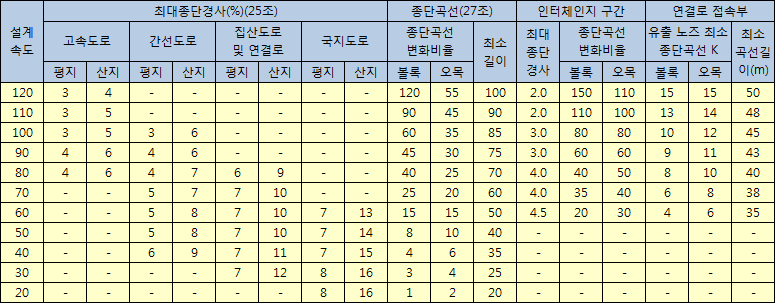 설계 속도 최대종단경사(%)(25조) 종단곡선(27조) 인터체인지 구간 연결로 접속부
고속도로 간선도로 집산도로 및 연결로 국지도로 종단곡선 변화비율 최소 길이 최대 종단 경사 종단곡선 변화비율 유출 노즈 최소 종단곡선 K 최소 곡선길이(m)
평지 산지 평지 산지 평지 산지 평지 산지 볼록 오목 볼록 오목 볼록 오목
120 3 4 - - - - - - 120 55 100 2.0 150 110 15 15 50
110 3 5 - - - - - - 90 45 90 2.0 110 100 13 14 48
100 3 5 3 6 - - - - 60 35 85 3.0 80 80 10 12 45
90 4 6 4 6 - - - - 45 30 75 3.0 60 60 9 11 43
80 4 6 4 7 6 9 - - 40 25 70 4.0 40 50 8 10 40
70 - - 5 7 7 10 - - 25 20 60 4.0 35 40 6 8 38
60 - - 5 8 7 10 7 13 15 15 50 4.5 20 30 4 6 35
50 - - 5 8 7 10 7 14 8 10 40 - - - - - -
40 - - 6 9 7 11 7 15 4 6 35 - - - - - -
30 - - - - 7 12 8 16 3 4 25 - - - - - -
20 - - - - - - 8 16 1 2 20 - - - - - -